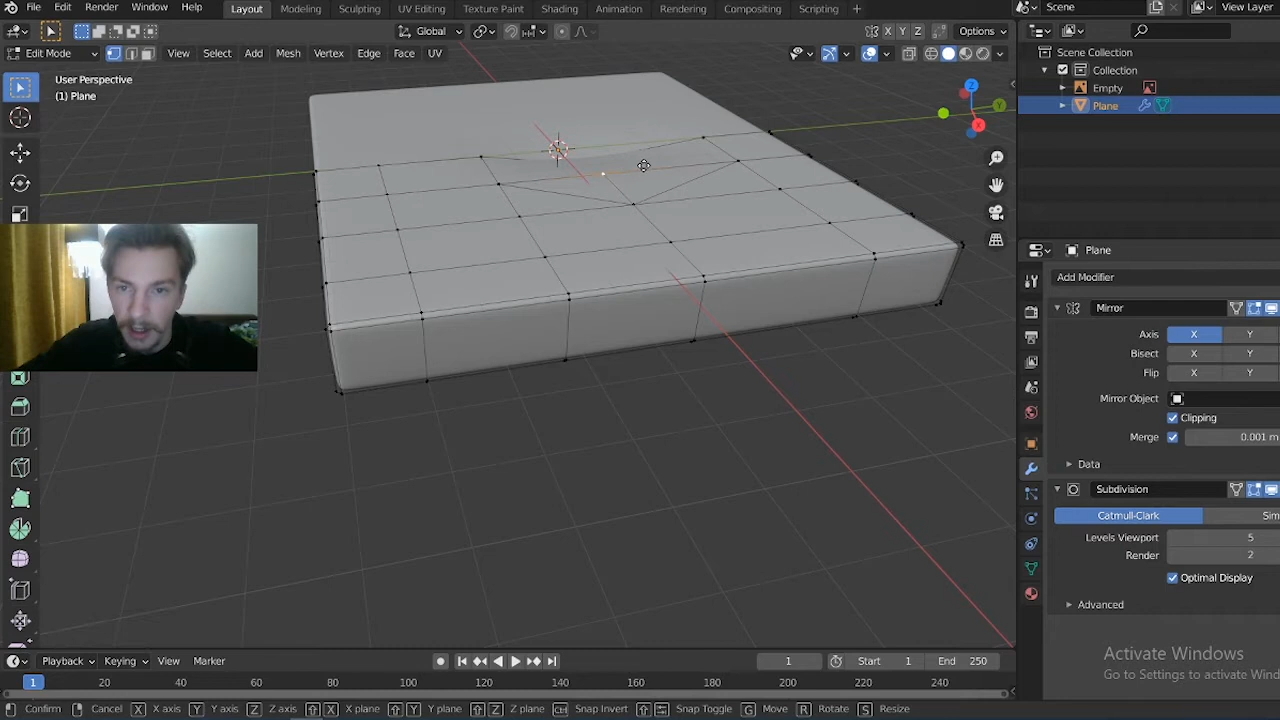 File Edit Render Window Help Layout Modeling Sculpting UV Editing Texture Paint Shading Animation Rendering Compositing Scripting + Scene View Layer
Global X Y Z Options
Edit Mode View Select Add Mesh Vertex Edge Face UV Scene Collection
Collection
User Perspective
(1) Plane
Empty
Plane
Z
Y
X
Plane
Add Modifier
Mirror
Axis X Y
Bisect X Y
Flip X Y
Mirror Object
Clipping
Merge 0.001 m
Data
Subdivision
Catmull-Clark Sim
Levels Viewport 5
Render 2
Optimal Display
Advanced
Activate Windows
Go to Settings to activate Wind
Playback Keying View Marker 1 Start 1 End 250
1 20 40 60 80 100 120 140 160 180 200 220 240
Confirm Cancel X X axis Y Y axis Z Z axis X X plane Y Y plane Z Z plane Ctrl Snap Invert Snap Toggle G Move R Rotate S Resize